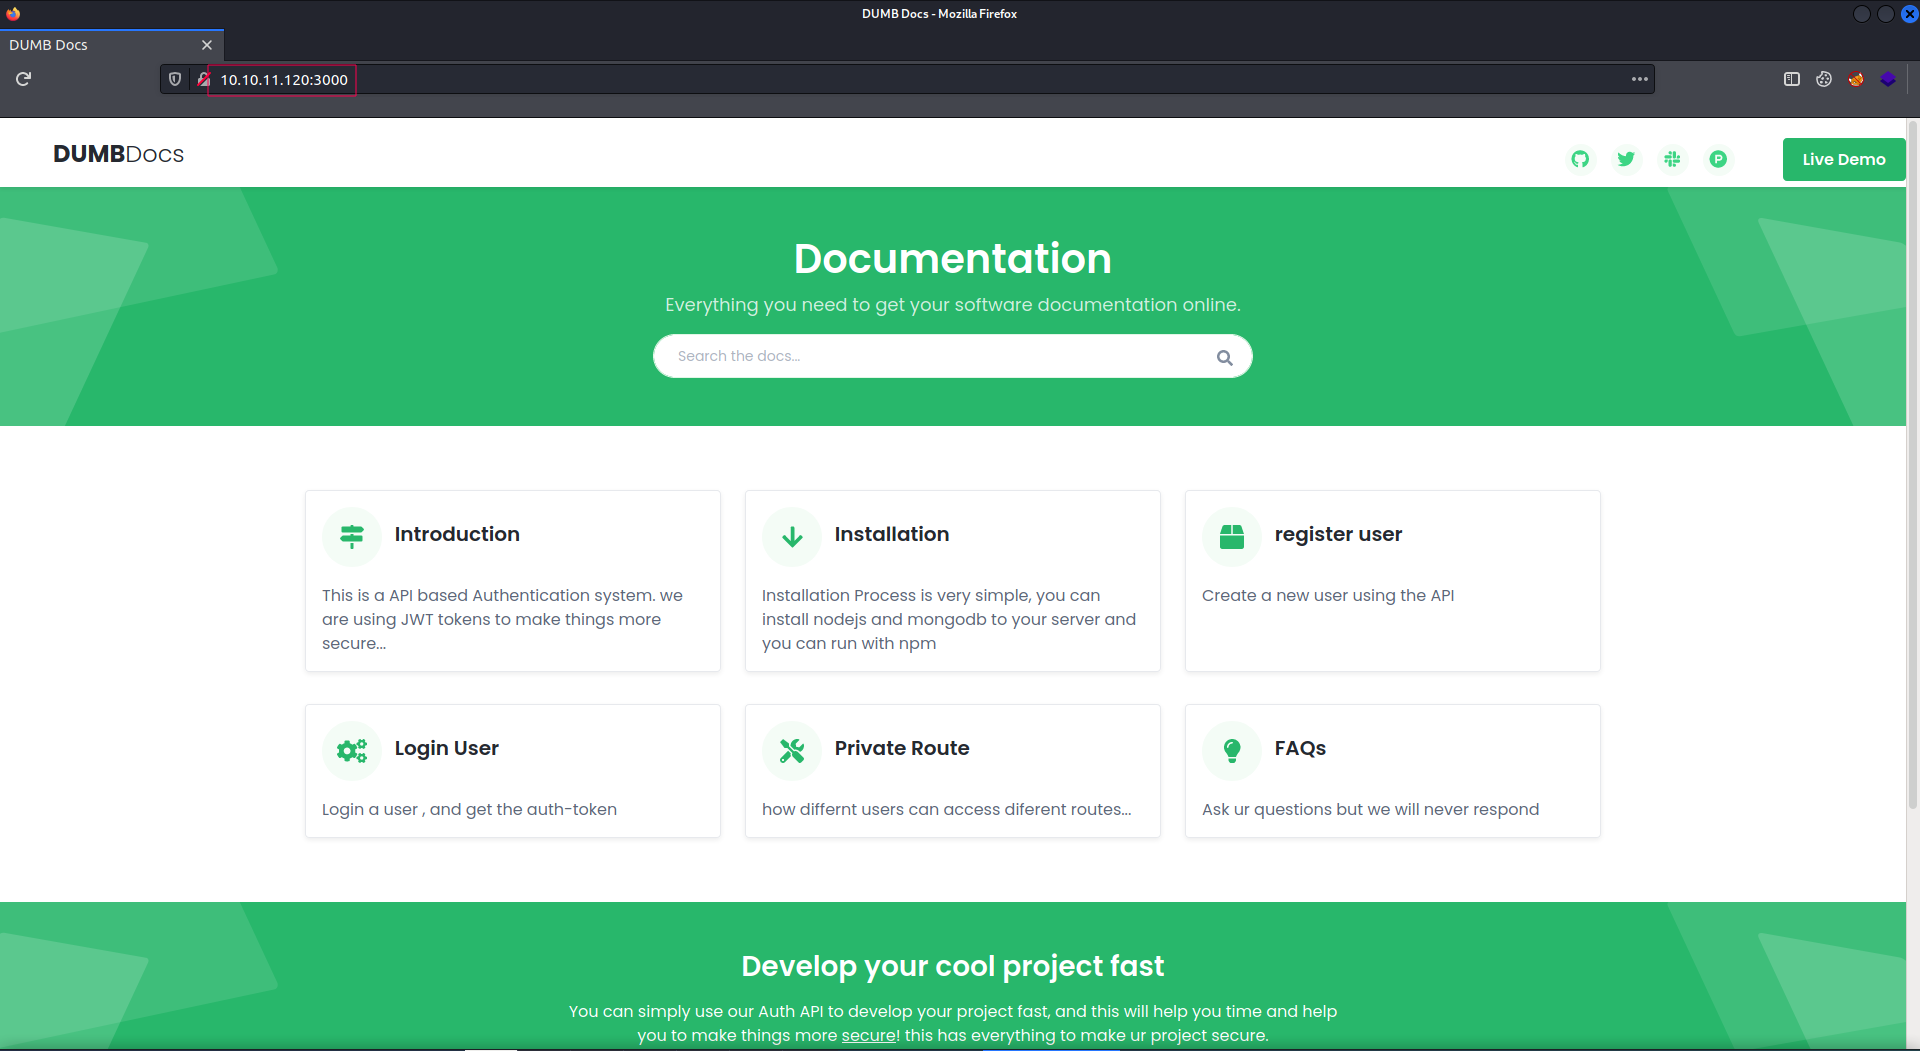 DUMB Docs - Mozilla Firefox
DUMB Docs
10.10.11.120:3000
DUMBDocs
Live Demo
Documentation
Everything you need to get your software documentation online.
Search the docs...
Introduction
This is a API based Authentication system. we
are using JWT tokens to make things more
secure...
Installation
Installation Process is very simple, you can
install nodejs and mongodb to your server and
you can run with npm
register user
Create a new user using the API
Login User
Login a user , and get the auth-token
Private Route
how differnt users can access diferent routes...
FAQs
Ask ur questions but we will never respond
Develop your cool project fast
You can simply use our Auth API to develop your project fast, and this will help you time and help
you to make things more secure! this has everything to make ur project secure.